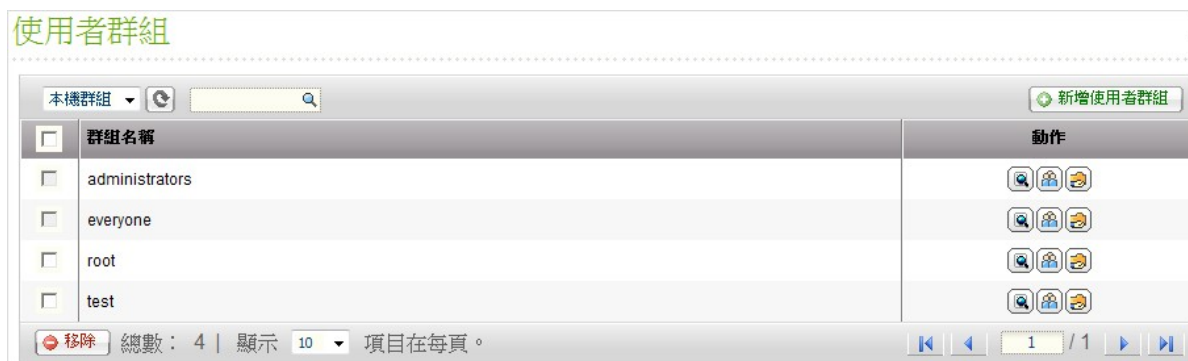 使用者群組
本機群組 新增使用者群組
群組名稱 動作
administrators
everyone
root
test
移除 總數： 4 | 顯示 10 項目在每頁。 1 / 1